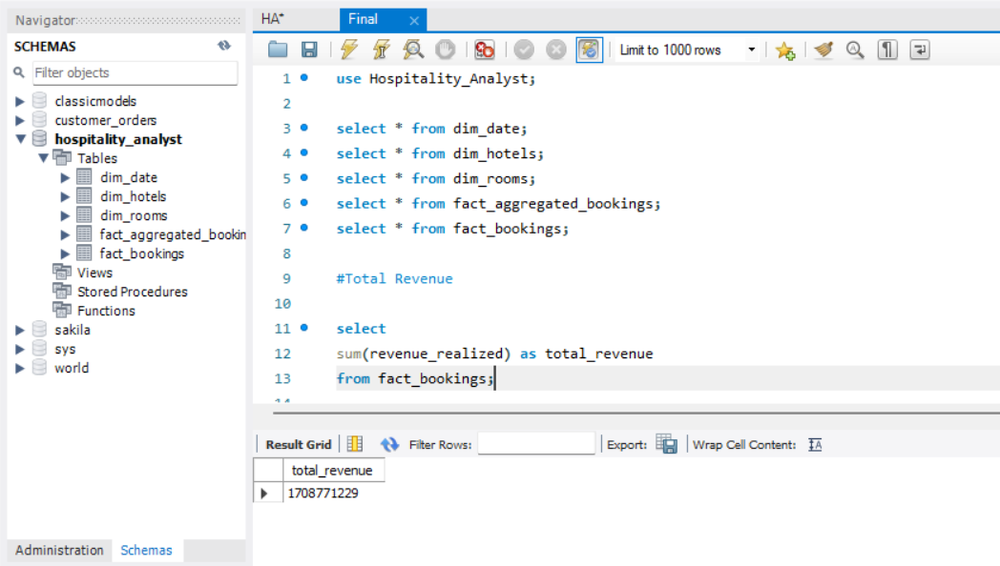 Navigator
SCHEMAS
Filter objects
classicmodels
customer_orders
hospitality_analyst
Tables
dim_date
dim_hotels
dim_rooms
fact_aggregated_bookin
fact_bookings
Views
Stored Procedures
Functions
sakila
sys
world
Administration Schemas
HA* Final ×
Limit to 1000 rows
1 use Hospitality_Analyst;
2
3 select * from dim_date;
4 select * from dim_hotels;
5 select * from dim_rooms;
6 select * from fact_aggregated_bookings;
7 select * from fact_bookings;
8
9 #Total Revenue
10
11 select
12 sum(revenue_realized) as total_revenue
13 from fact_bookings;
14
Result Grid Filter Rows: Export: Wrap Cell Content:
total_revenue
1708771229